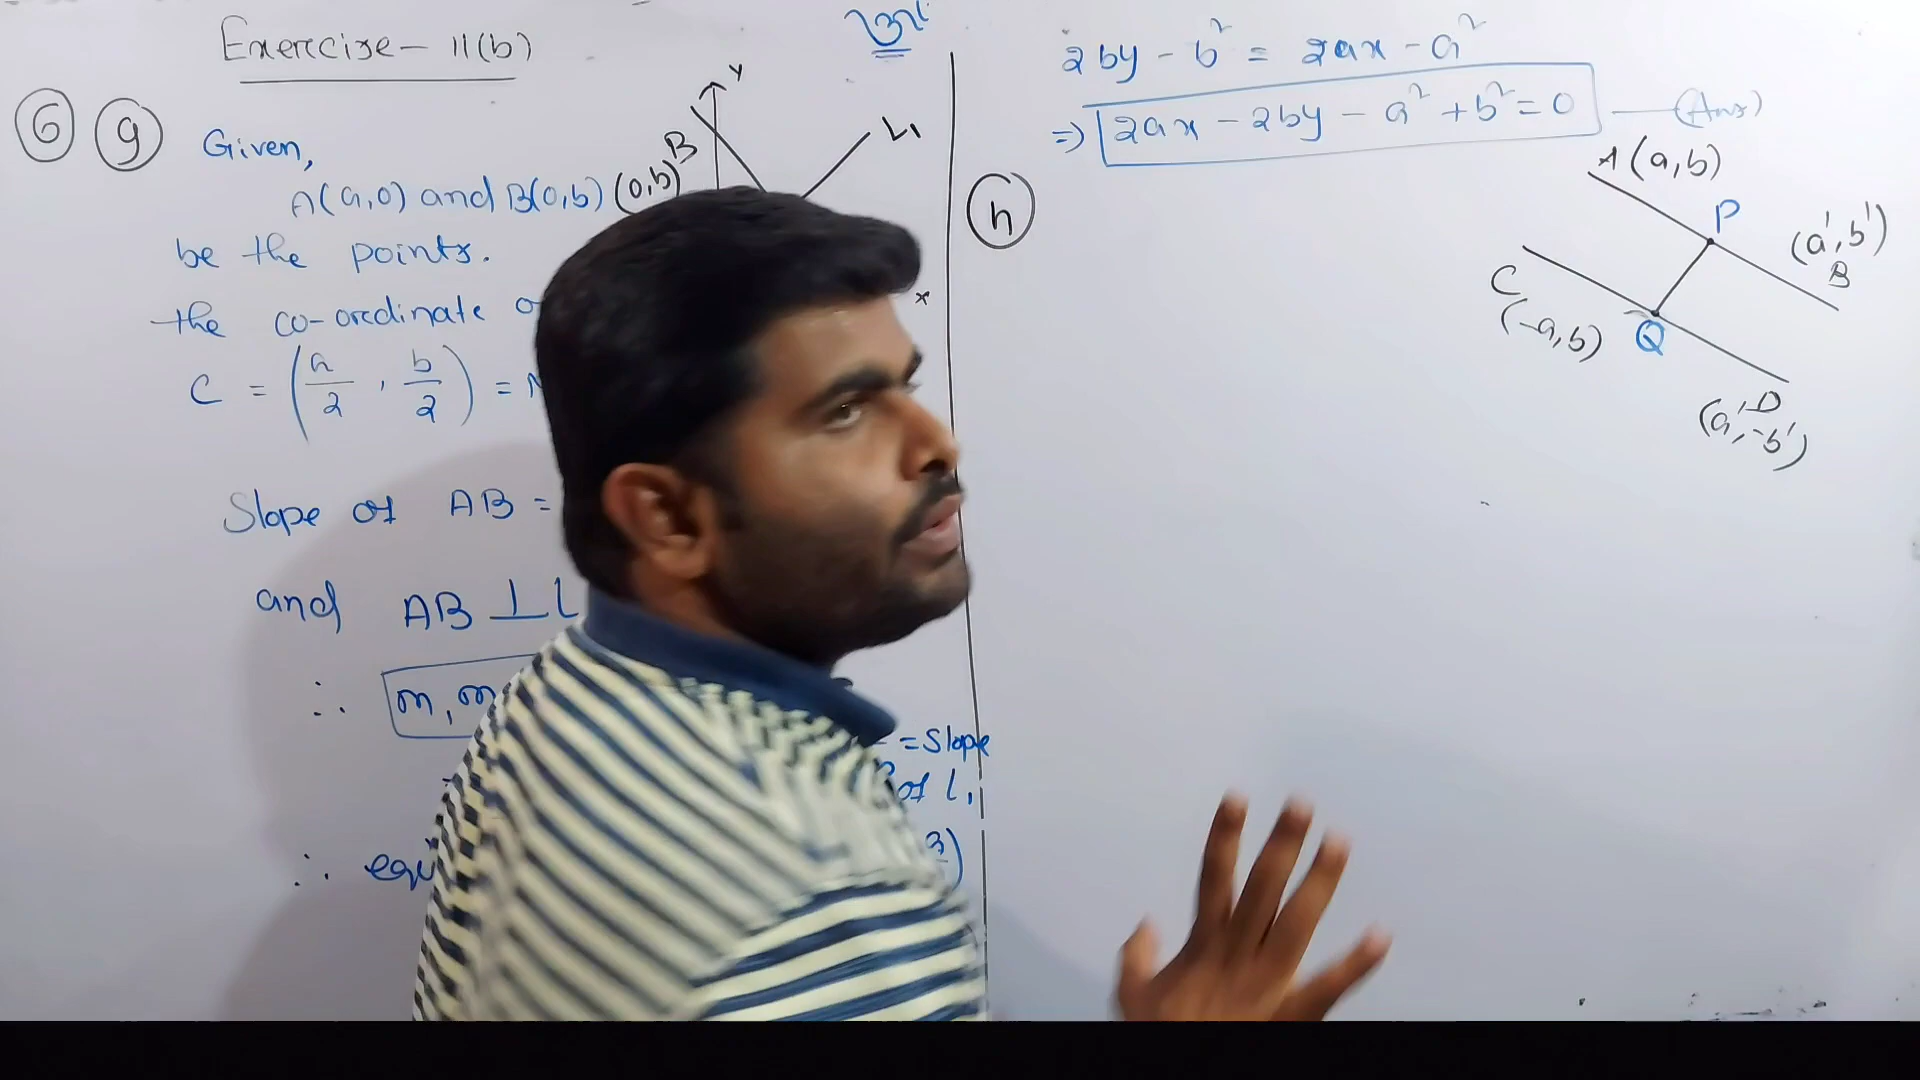 Exercise - 11(b)
6 g Given,
A(a,0) and B(0,b)
be the points.
the co-ordinate
C = (a/2 , b/2) =
Slope of AB =
and AB ⊥ L
∴ m, m
= Slope
of L,
∴ equ
Y
B
(0,b)
L1
x
2by - b² = 2ax - a²
=> 2ax - 2by - a² + b² = 0 — (Ans)
h
A (a,b)
P
(a',b')
B
C
(-a,b)
Q
D
(a',-b')